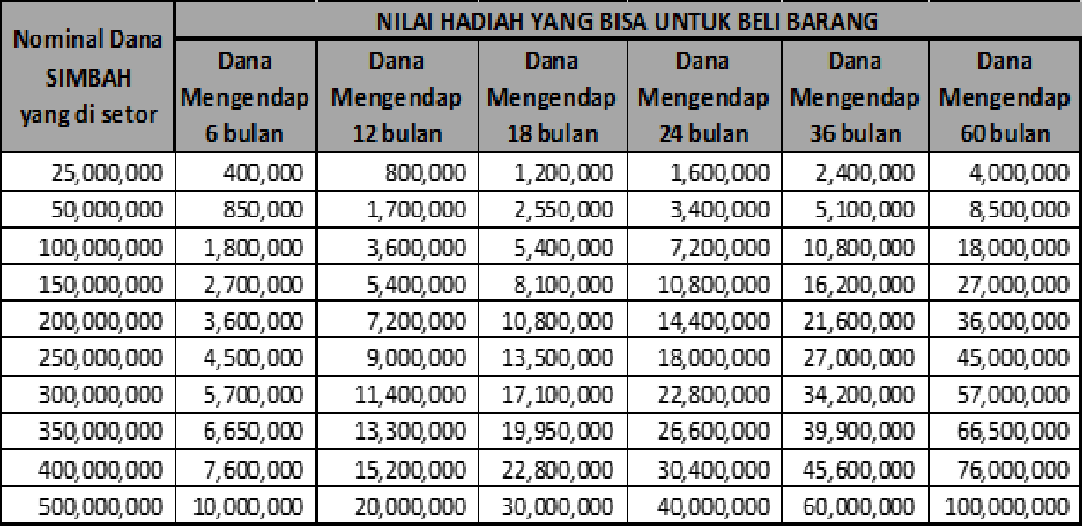 NILAI HADIAH YANG BISA UNTUK BELI BARANG
Nominal Dana
SIMBAH
yang di setor
Dana Mengendap 6 bulan
Dana Mengendap 12 bulan
Dana Mengendap 18 bulan
Dana Mengendap 24 bulan
Dana Mengendap 36 bulan
Dana Mengendap 60 bulan
25,000,000 400,000 800,000 1,200,000 1,600,000 2,400,000 4,000,000
50,000,000 850,000 1,700,000 2,550,000 3,400,000 5,100,000 8,500,000
100,000,000 1,800,000 3,600,000 5,400,000 7,200,000 10,800,000 18,000,000
150,000,000 2,700,000 5,400,000 8,100,000 10,800,000 16,200,000 27,000,000
200,000,000 3,600,000 7,200,000 10,800,000 14,400,000 21,600,000 36,000,000
250,000,000 4,500,000 9,000,000 13,500,000 18,000,000 27,000,000 45,000,000
300,000,000 5,700,000 11,400,000 17,100,000 22,800,000 34,200,000 57,000,000
350,000,000 6,650,000 13,300,000 19,950,000 26,600,000 39,900,000 66,500,000
400,000,000 7,600,000 15,200,000 22,800,000 30,400,000 45,600,000 76,000,000
500,000,000 10,000,000 20,000,000 30,000,000 40,000,000 60,000,000 100,000,000